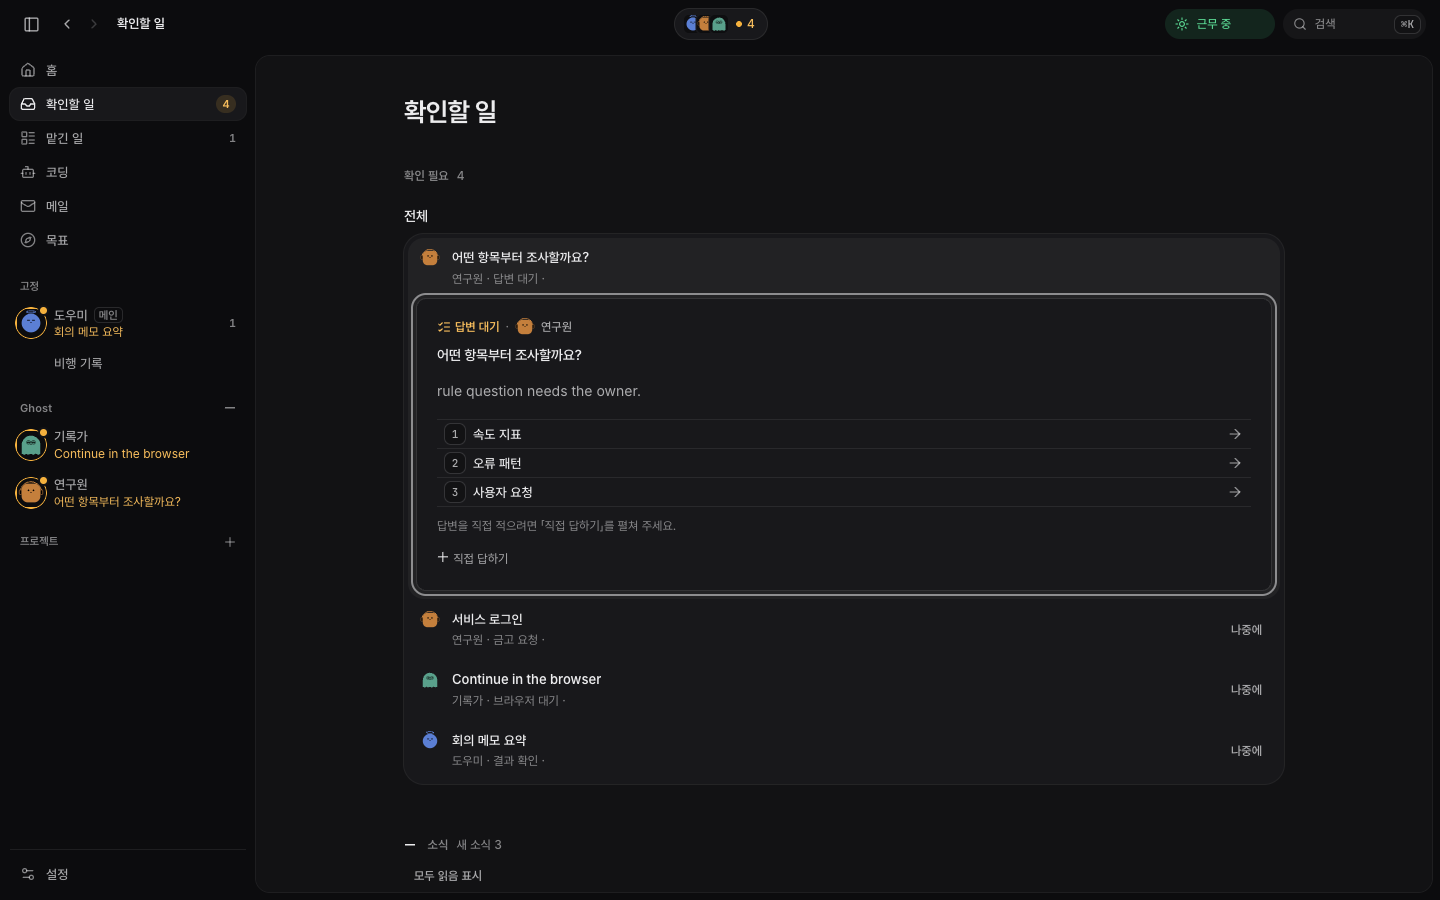 확인할 일
4
근무 중
검색
⌘K
홈
확인할 일 4
맡긴 일 1
코딩
메일
목표
고정
도우미 메인
회의 메모 요약
1
비행 기록
Ghost
기록가
Continue in the browser
연구원
어떤 항목부터 조사할까요?
프로젝트
설정
확인할 일
확인 필요 4
전체
어떤 항목부터 조사할까요?
연구원 · 답변 대기 ·
답변 대기 · 연구원
어떤 항목부터 조사할까요?
rule question needs the owner.
1 속도 지표
2 오류 패턴
3 사용자 요청
답변을 직접 적으려면 「직접 답하기」를 펼쳐 주세요.
직접 답하기
서비스 로그인
연구원 · 금고 요청 ·
나중에
Continue in the browser
기록가 · 브라우저 대기 ·
나중에
회의 메모 요약
도우미 · 결과 확인 ·
나중에
소식 새 소식 3
모두 읽음 표시